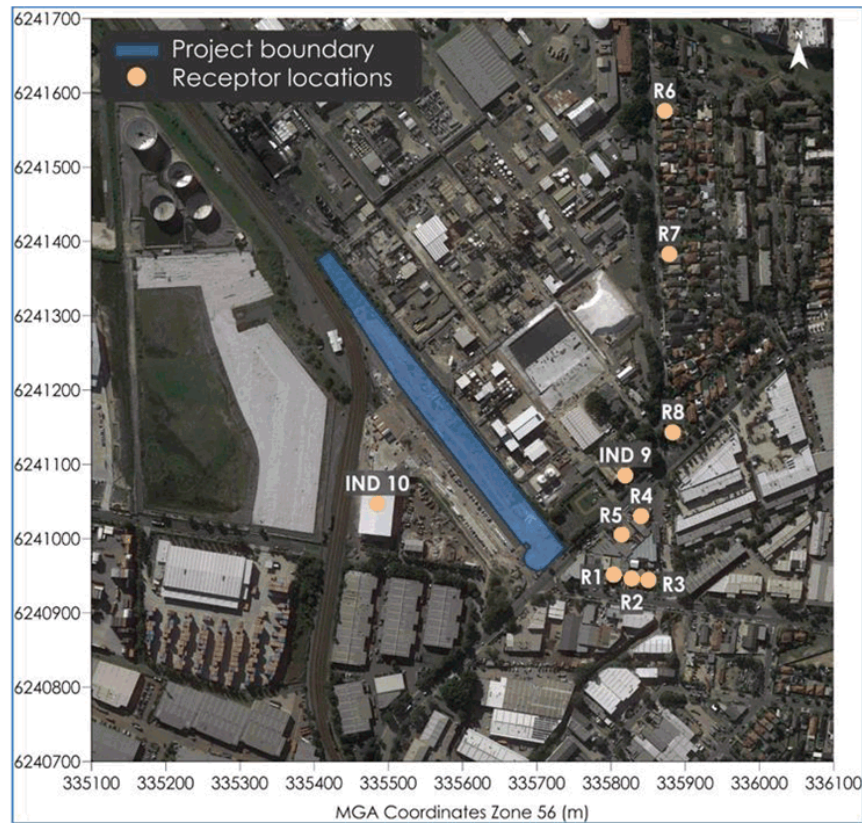 6241700
6241600
6241500
6241400
6241300
6241200
6241100
6241000
6240900
6240800
6240700
Project boundary
Receptor locations
N
R6
R7
R8
IND 9
IND 10
R4
R5
R1
R2
R3
335100 335200 335300 335400 335500 335600 335700 335800 335900 336000 336100
MGA Coordinates Zone 56 (m)